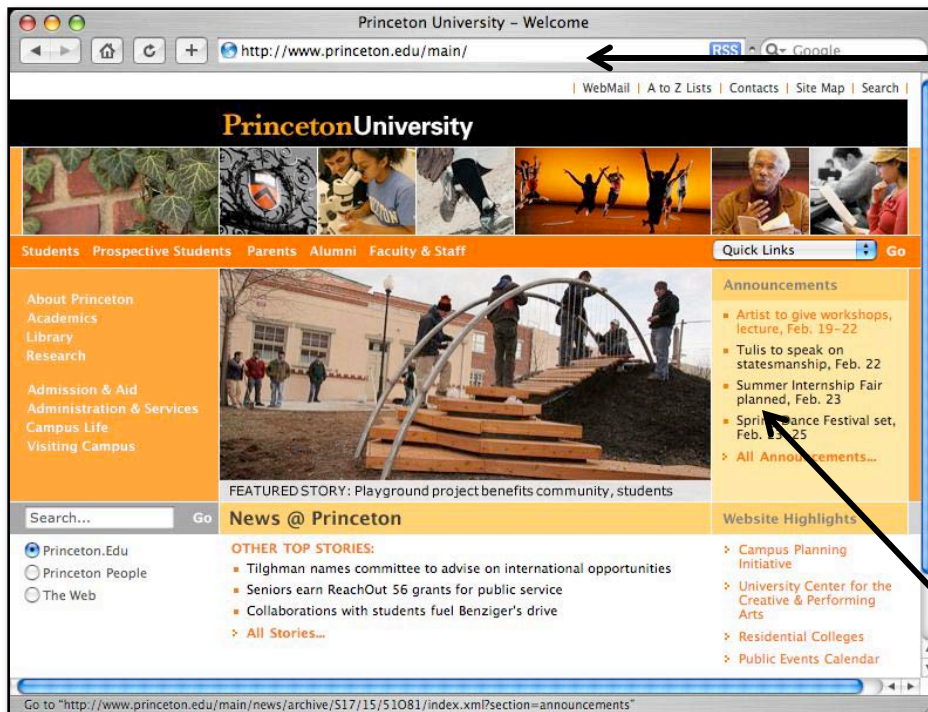 Princeton University – Welcome
http://www.princeton.edu/main/
RSS
Google
WebMail | A to Z Lists | Contacts | Site Map | Search |
PrincetonUniversity
Students Prospective Students Parents Alumni Faculty & Staff
Quick Links
Go
About Princeton
Academics
Library
Research
Admission & Aid
Administration & Services
Campus Life
Visiting Campus
FEATURED STORY: Playground project benefits community, students
Announcements
Artist to give workshops,
lecture, Feb. 19–22
Tulis to speak on
statesmanship, Feb. 22
Summer Internship Fair
planned, Feb. 23
Spring Dance Festival set,
Feb. 23–25
All Announcements...
Search...
Go
Princeton.Edu
Princeton People
The Web
News @ Princeton
OTHER TOP STORIES:
Tilghman names committee to advise on international opportunities
Seniors earn ReachOut 56 grants for public service
Collaborations with students fuel Benziger's drive
All Stories...
Website Highlights
Campus Planning
Initiative
University Center for the
Creative & Performing
Arts
Residential Colleges
Public Events Calendar
Go to "http://www.princeton.edu/main/news/archive/S17/15/51O81/index.xml?section=announcements"